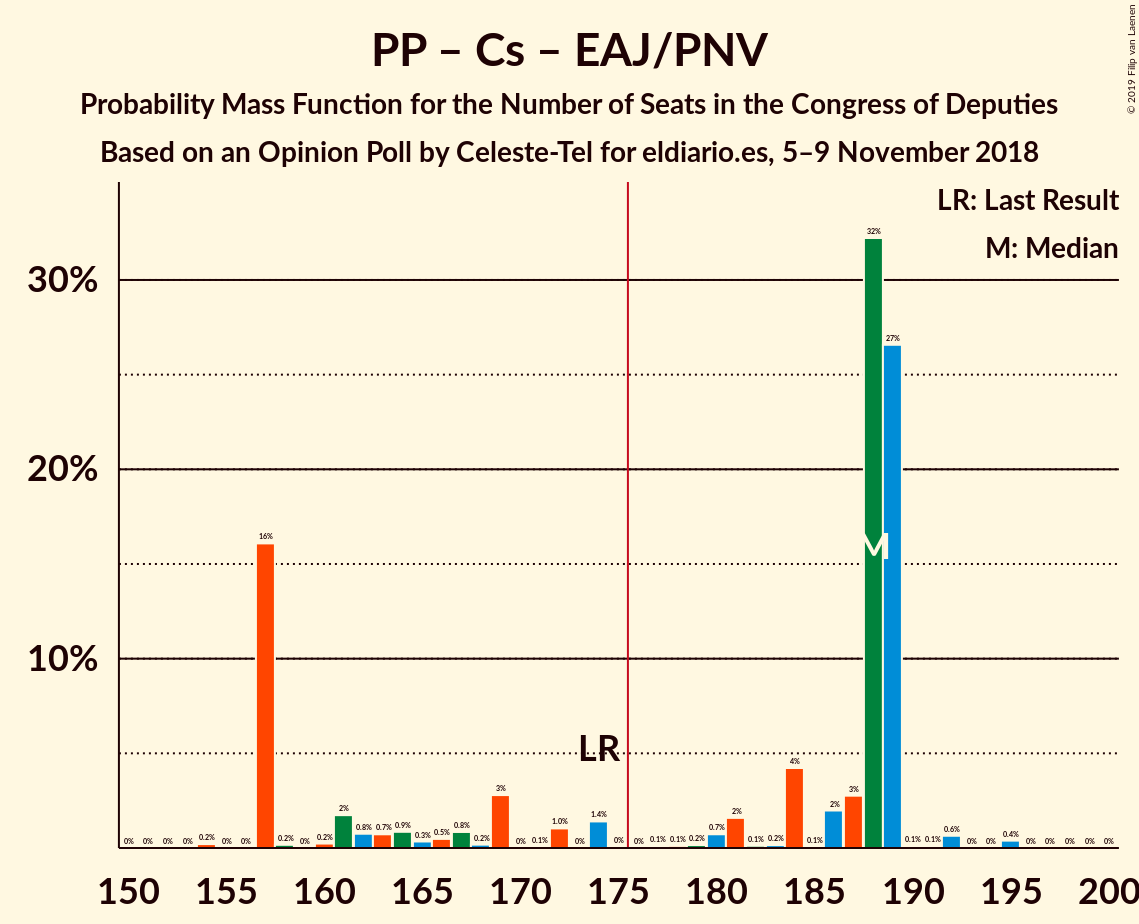 PP – Cs – EAJ/PNV
Probability Mass Function for the Number of Seats in the Congress of Deputies
Based on an Opinion Poll by Celeste-Tel for eldiario.es, 5–9 November 2018
© 2019 Filip van Laenen
LR: Last Result
M: Median
30%
20%
10%
0% 0% 0% 0% 0.2% 0% 0% 16% 0.2% 0% 0.2% 2% 0.8% 0.7% 0.9% 0.3% 0.5% 0.8% 0.2% 3% 0% 0.1% 1.0% 0% 1.4% 0% 0% 0.1% 0.1% 0.2% 0.7% 2% 0.1% 0.2% 4% 0.1% 2% 3% 32% 27% 0.1% 0.1% 0.6% 0% 0% 0.4% 0% 0% 0% 0% 0%
M
LR
150 155 160 165 170 175 180 185 190 195 200